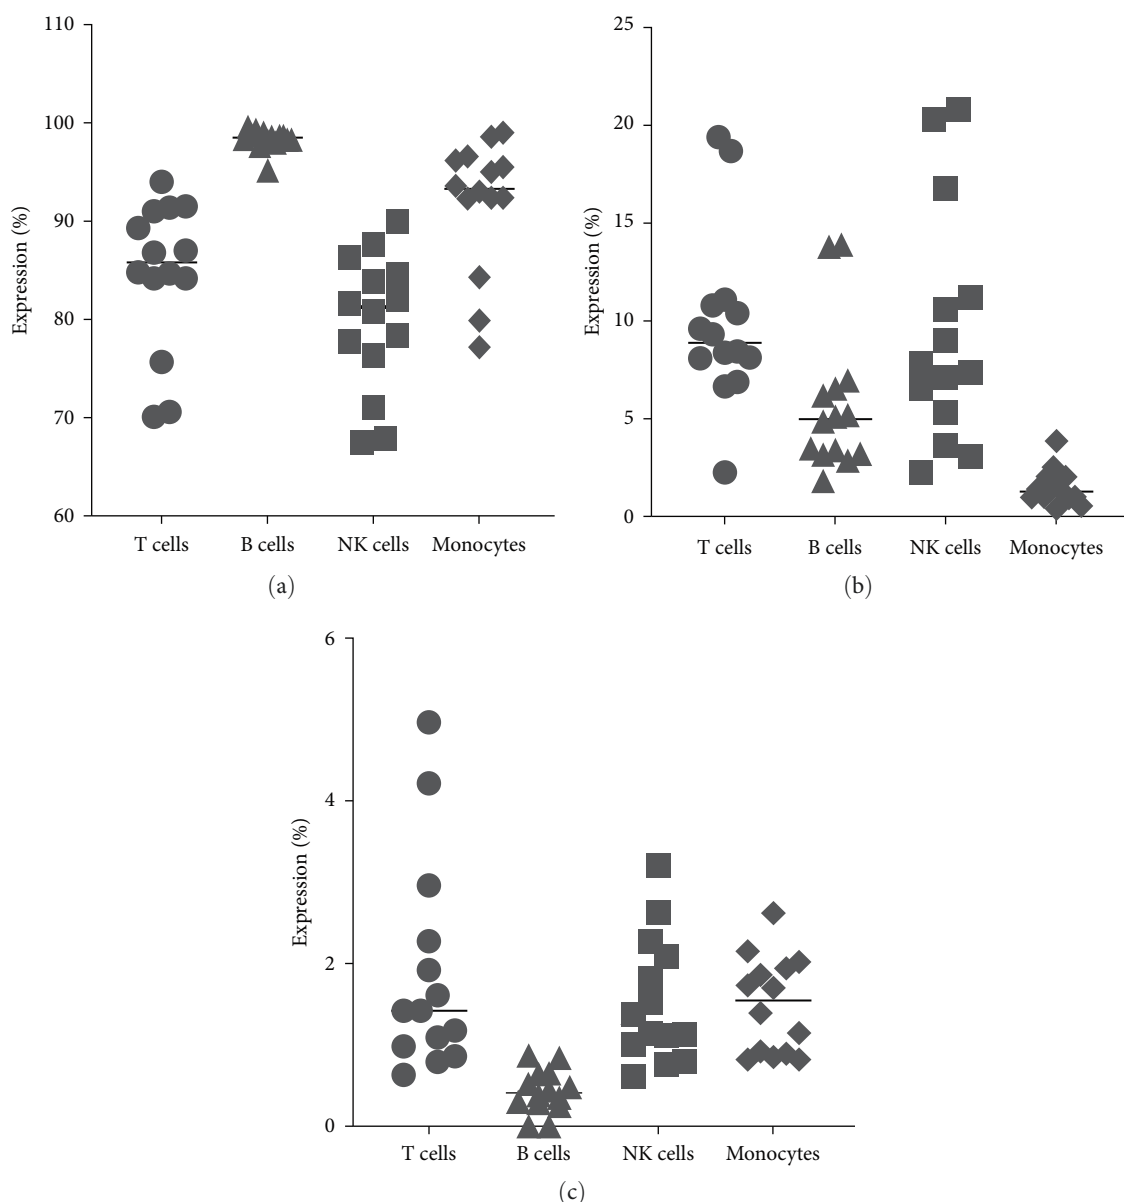 110
100
90
80
70
60
Expression (%)
T cells
B cells
NK cells
Monocytes
(a)
25
20
15
10
5
0
Expression (%)
T cells
B cells
NK cells
Monocytes
(b)
6
4
2
0
Expression (%)
T cells
B cells
NK cells
Monocytes
(c)